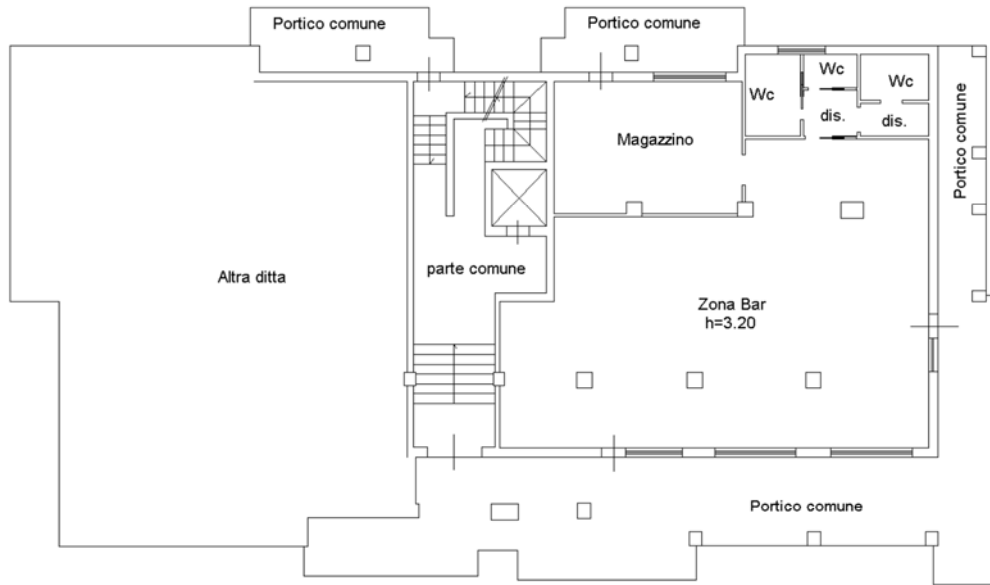 Portico comune
Portico comune
Wc
Wc
Wc
dis.
dis.
Portico comune
Magazzino
Altra ditta
parte comune
Zona Bar
h=3.20
Portico comune